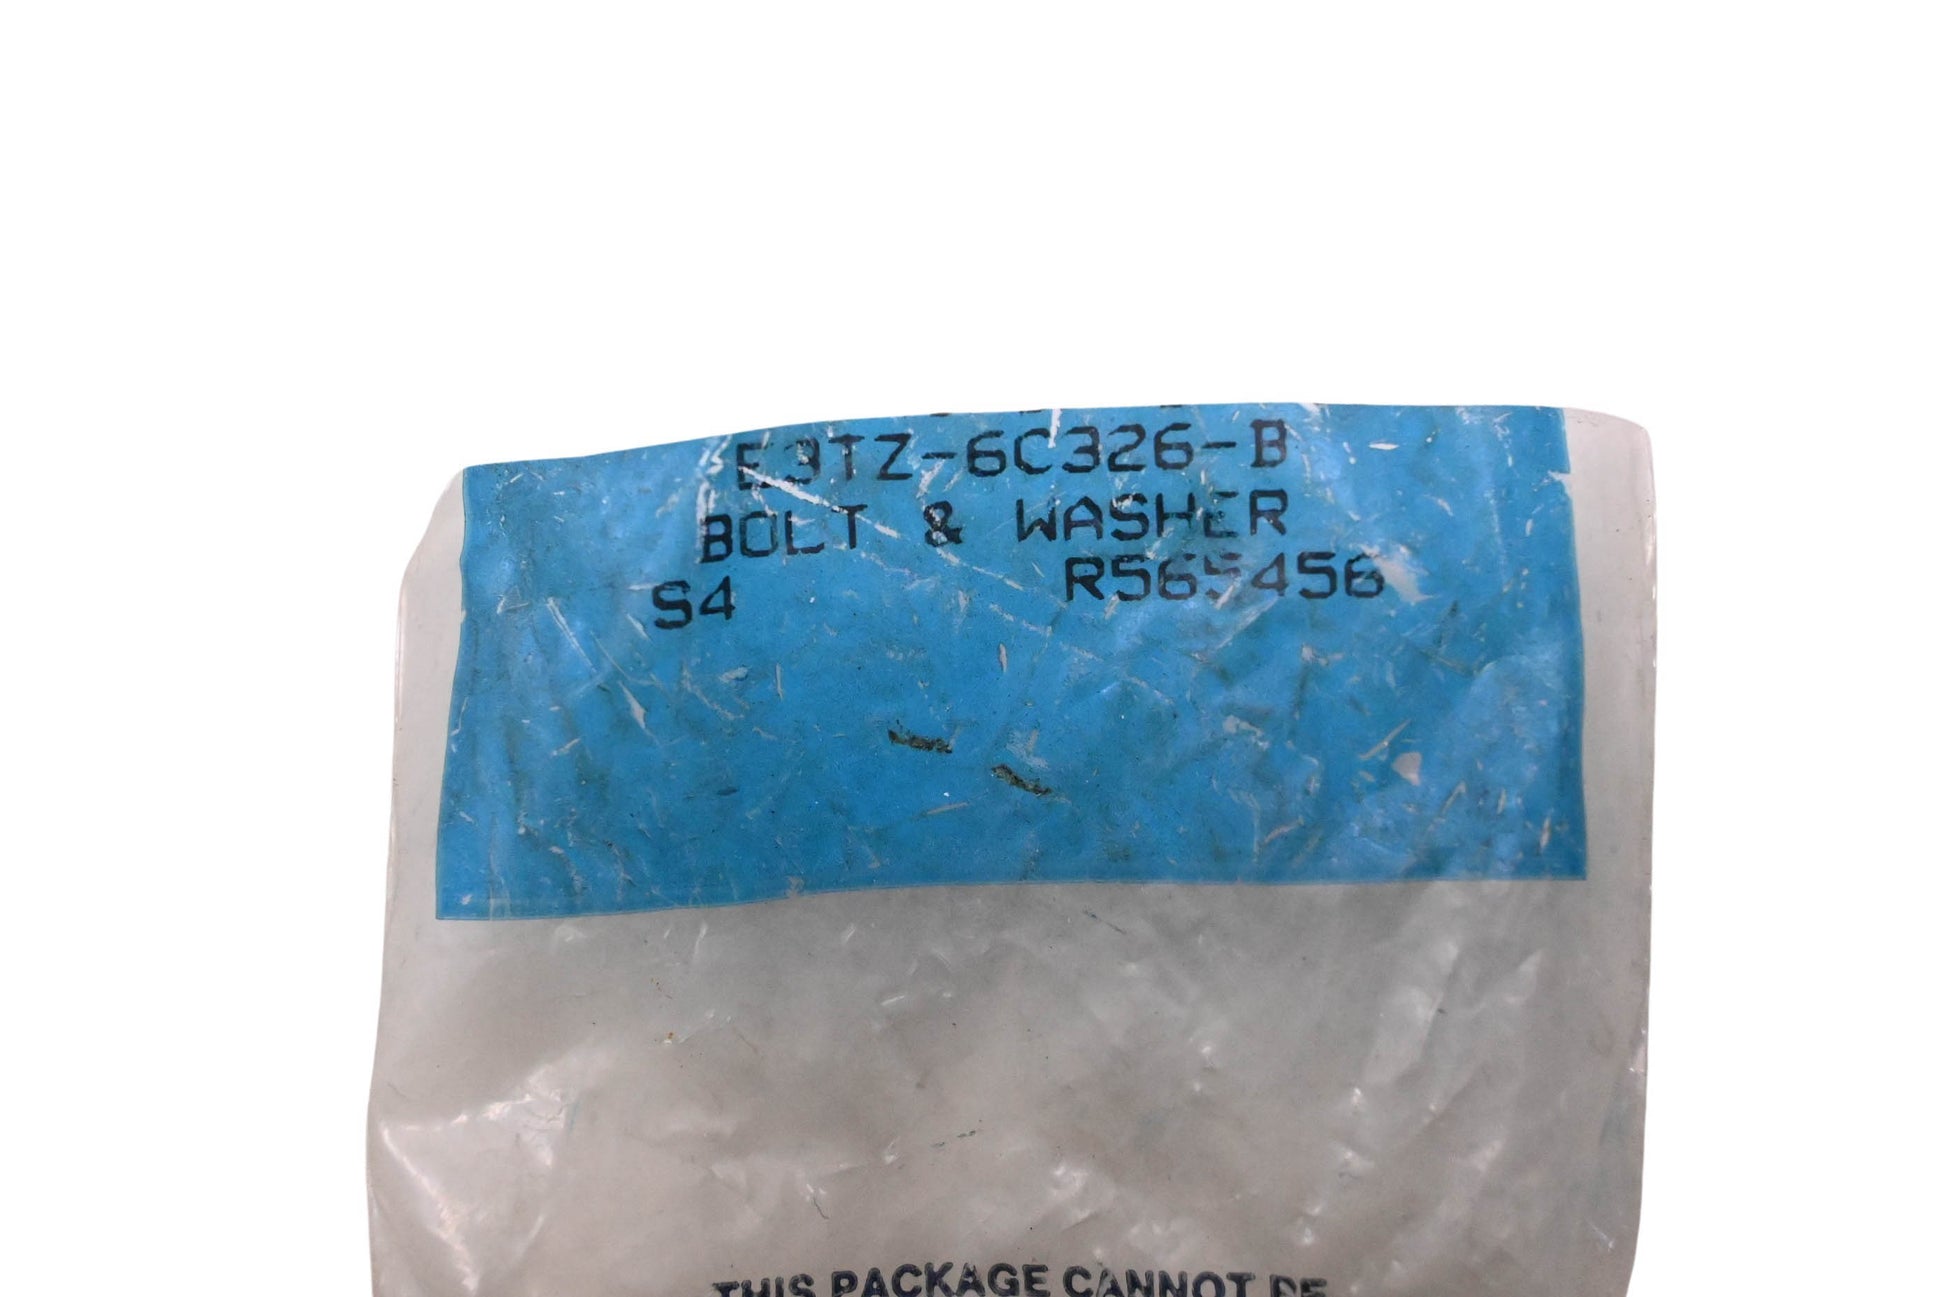 E3TZ-6C326-B
BOLT & WASHER
S4 R565456
THIS PACKAGE CANNOT BE